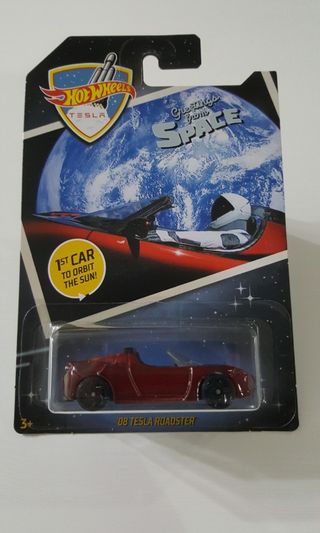 Hot Wheels
TESLA
Greetings
from
SPACE
1ST CAR
TO ORBIT
THE SUN!
3+
'08 TESLA ROADSTER